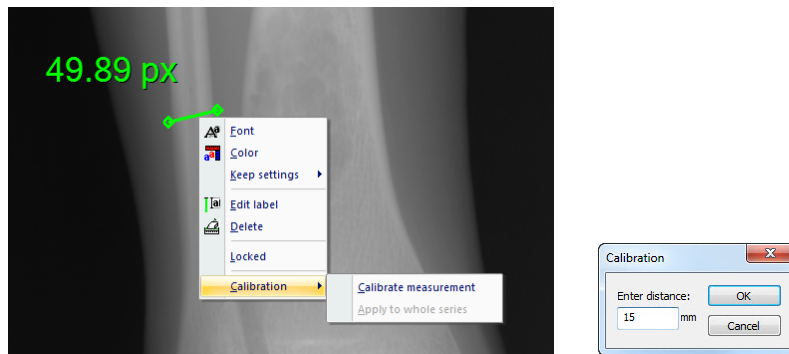 49.89 px
Font
Color
Keep settings
Edit label
Delete
Locked
Calibration
Calibrate measurement
Apply to whole series
Calibration
Enter distance:
15 mm
OK
Cancel